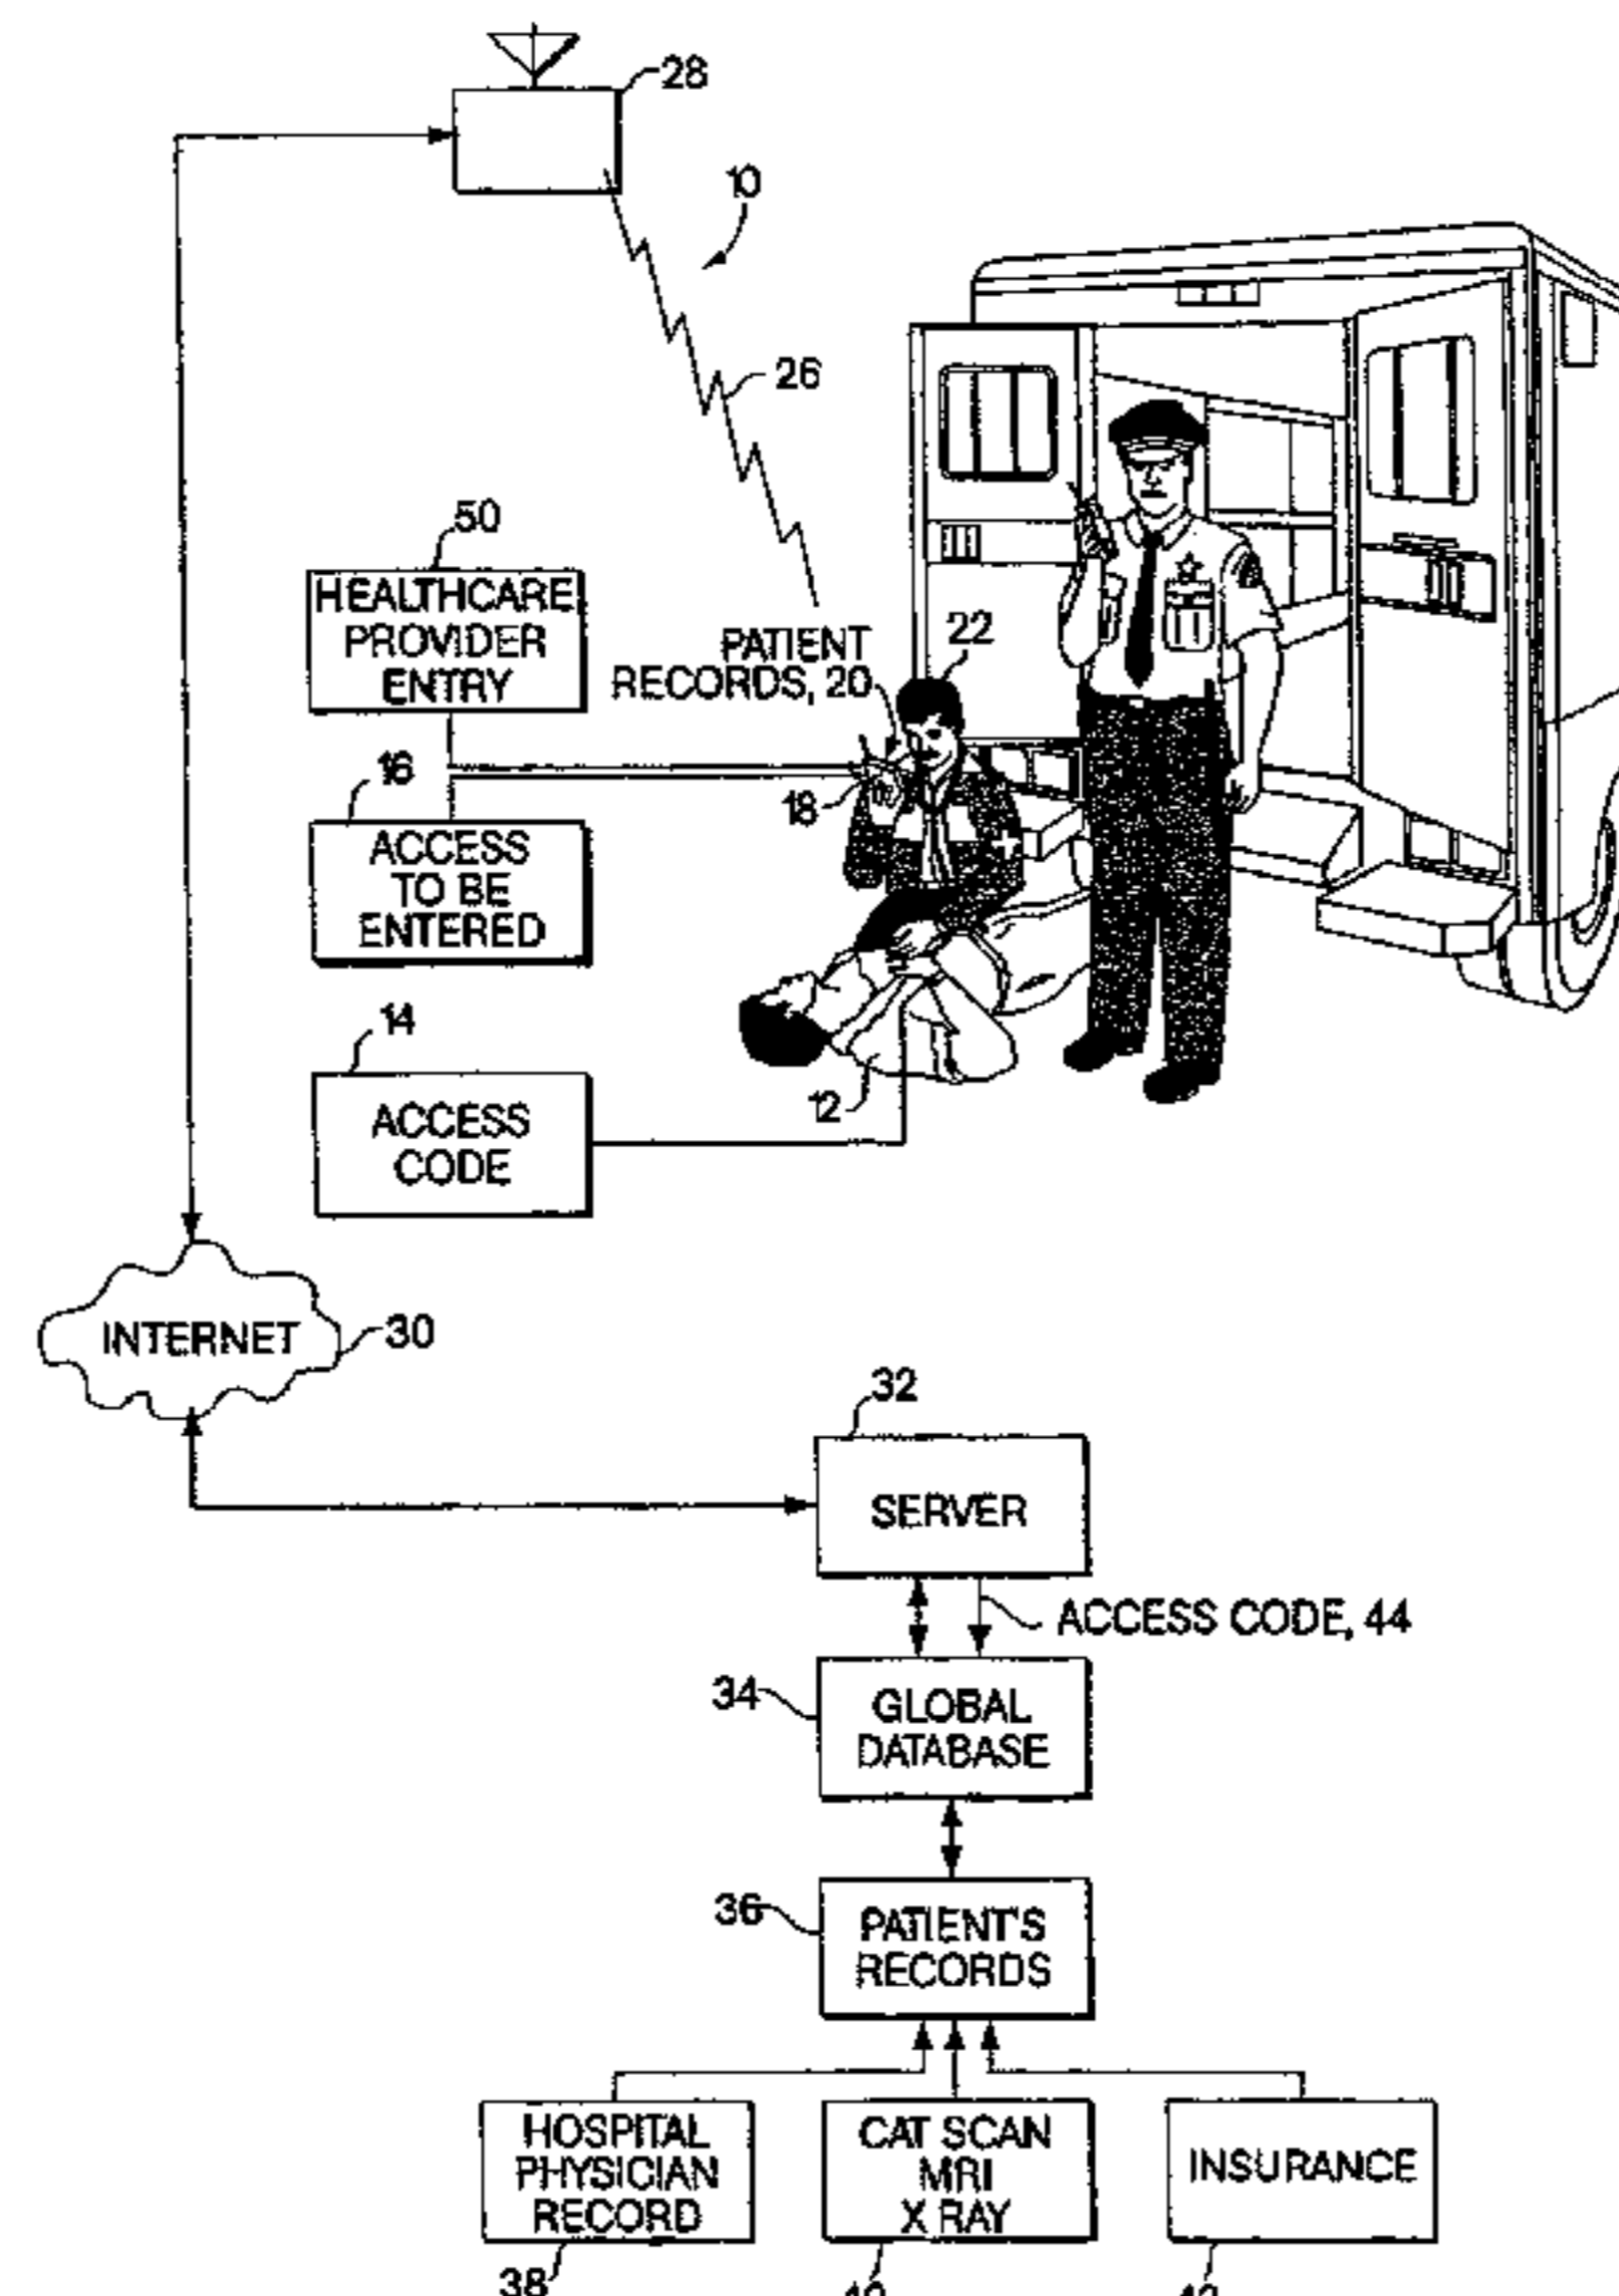 28
10
26
50
HEALTHCARE
PROVIDER
ENTRY
PATIENT
RECORDS, 20
22
16
18
ACCESS
TO BE
ENTERED
14
ACCESS
CODE
12
INTERNET
30
32
SERVER
ACCESS CODE, 44
34
GLOBAL
DATABASE
36
PATIENT'S
RECORDS
HOSPITAL
PHYSICIAN
RECORD
CAT SCAN
MRI
X RAY
INSURANCE
38